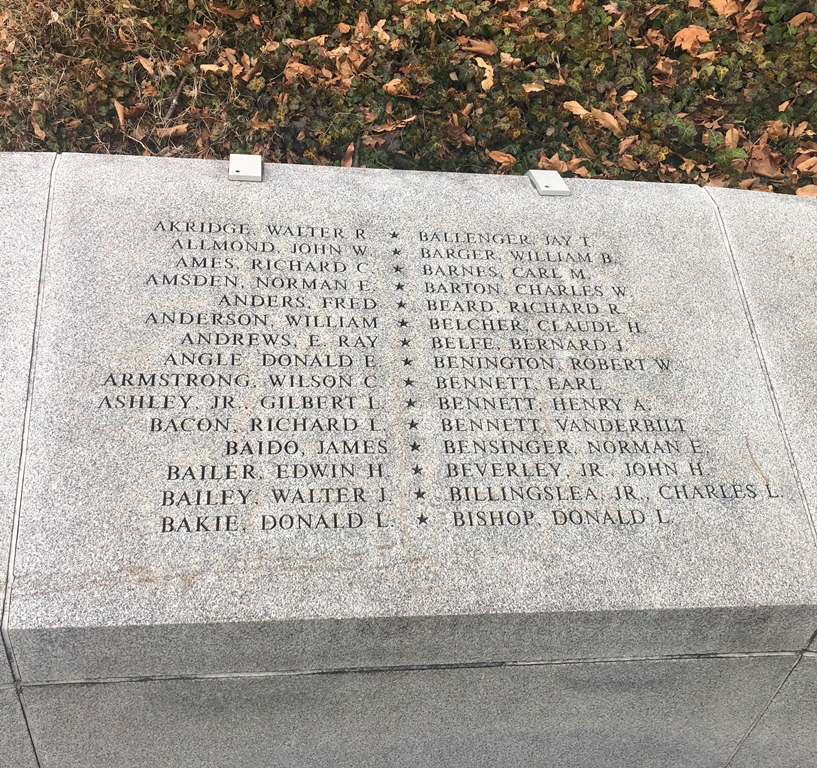 AKRIDGE, WALTER R. ★ BALLENGER, JAY T.
ALLMOND, JOHN W. ★ BARGER, WILLIAM B.
AMES, RICHARD C. ★ BARNES, CARL M.
AMSDEN, NORMAN E. ★ BARTON, CHARLES W.
ANDERS, FRED ★ BEARD, RICHARD R.
ANDERSON, WILLIAM ★ BELCHER, CLAUDE H.
ANDREWS, E. RAY ★ BELFE, BERNARD J.
ANGLE DONALD E. ★ BENINGTON, ROBERT W.
ARMSTRONG, WILSON C. ★ BENNETT, EARL
ASHLEY, JR., GILBERT L. ★ BENNETT, HENRY A.
BACON, RICHARD L. ★ BENNETT, VANDERBILT
BAIDO, JAMES ★ BENSINGER, NORMAN E.
BAILER, EDWIN H. ★ BEVERLEY, JR., JOHN H.
BAILEY, WALTER J. ★ BILLINGSLEA, JR., CHARLES L.
BAKIE, DONALD L. ★ BISHOP, DONALD L.